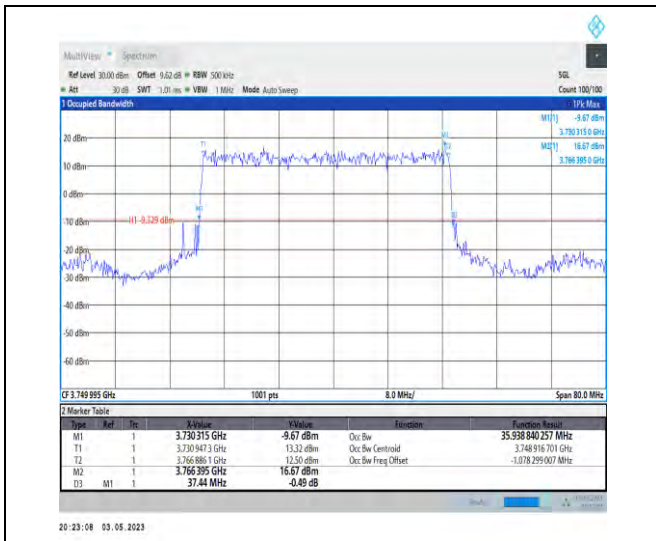 MultiView Spectrum
Ref Level 30.00 dBm Offset 9.62 dB RBW 500 kHz SGL
Att 30 dB SWT 1.01 ms VBW 1 MHz Mode Auto Sweep Count 100/100
1 Occupied Bandwidth 1Pk Max
M1[1] -9.67 dBm
3.730315 0 GHz
M2[1] 16.67 dBm
3.766395 0 GHz
20 dBm
10 dBm
0 dBm
-10 dBm
H1 -9.329 dBm
-20 dBm
-30 dBm
-40 dBm
-50 dBm
-60 dBm
T1
M2
T2
M1
D3
CF 3.749 995 GHz 1001 pts 8.0 MHz/ Span 80.0 MHz
2 Marker Table
Type Ref Trc X-Value Y-Value Function Function Result
M1 1 3.730315 GHz -9.67 dBm Occ Bw 35.938 840 257 MHz
T1 1 3.730 947 3 GHz 13.32 dBm Occ Bw Centroid 3.748 916 701 GHz
T2 1 3.766 886 1 GHz 12.50 dBm Occ Bw Freq Offset -1.078 299 007 MHz
M2 1 3.766395 GHz 16.67 dBm
D3 M1 1 37.44 MHz -0.49 dB
20:23:08 03.05.2023